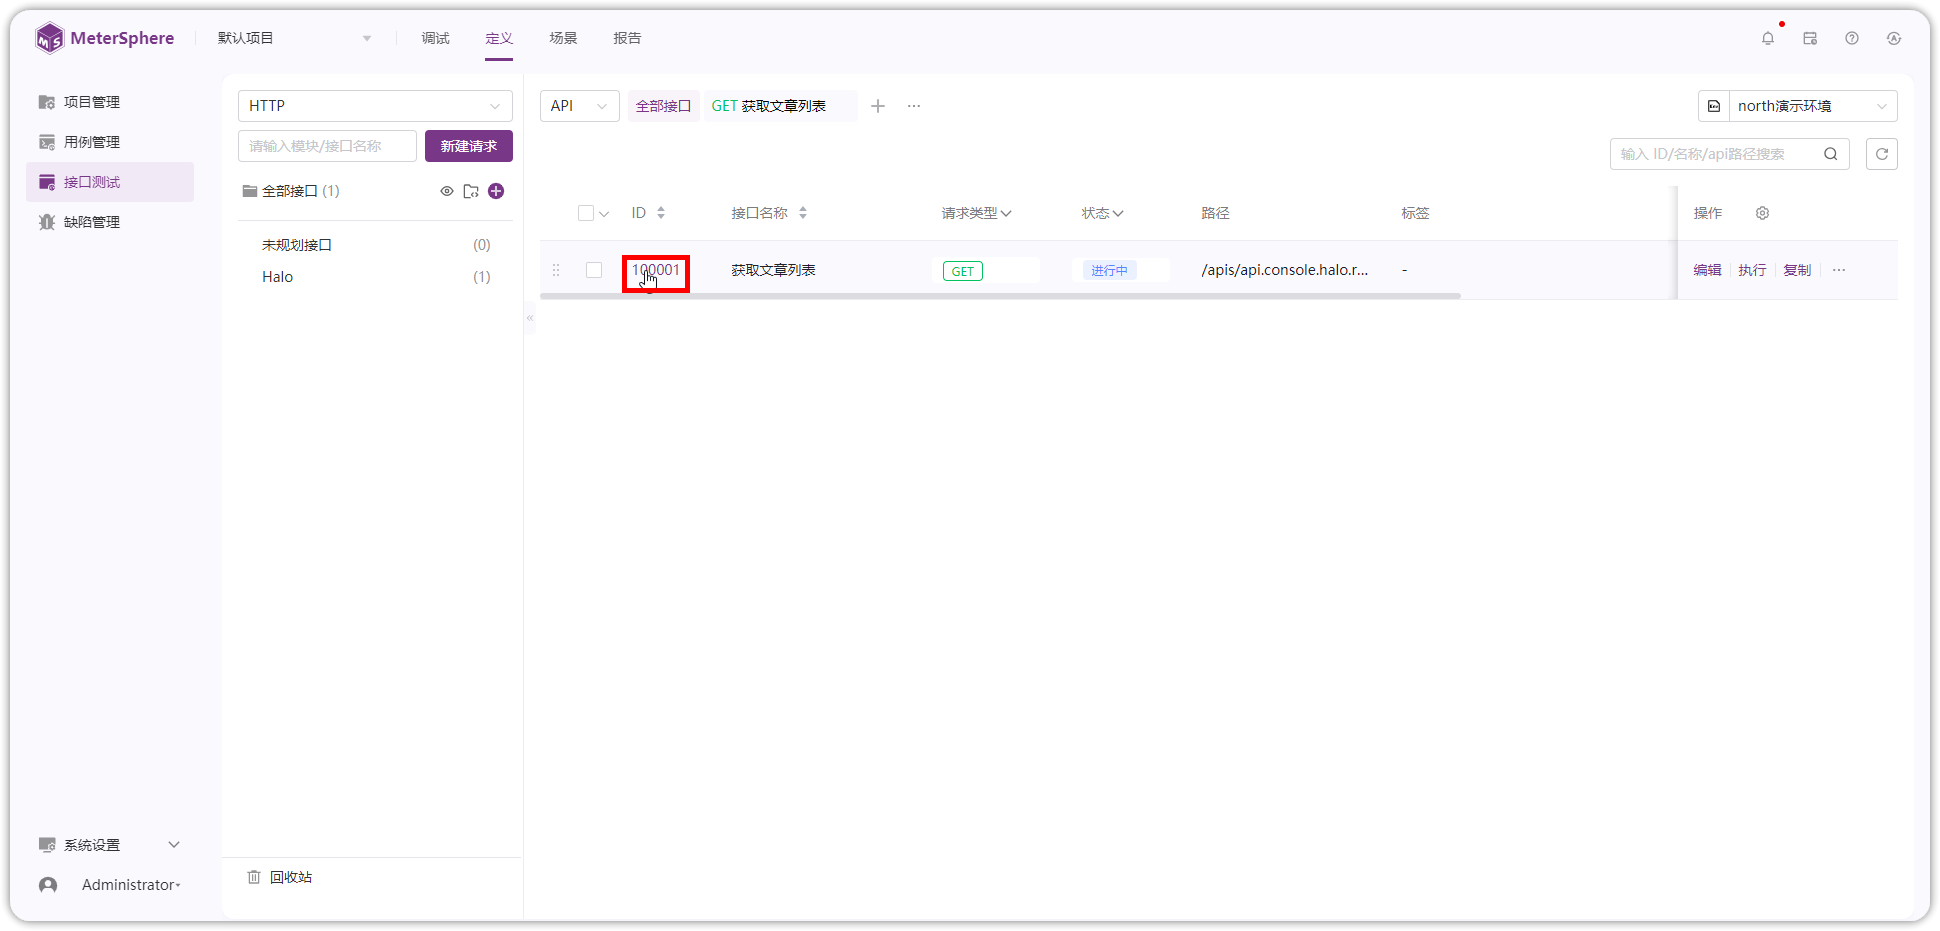 MeterSphere
默认项目
调试
定义
场景
报告
项目管理
用例管理
接口测试
缺陷管理
系统设置
Administrator
HTTP
请输入模块/接口名称
新建请求
全部接口 (1)
未规划接口 (0)
Halo (1)
回收站
API
全部接口
GET 获取文章列表
north演示环境
输入 ID/名称/api路径搜索
ID 接口名称 请求类型 状态 路径 标签 操作
100001 获取文章列表 GET 进行中 /apis/api.console.halo.r... - 编辑 执行 复制 ···